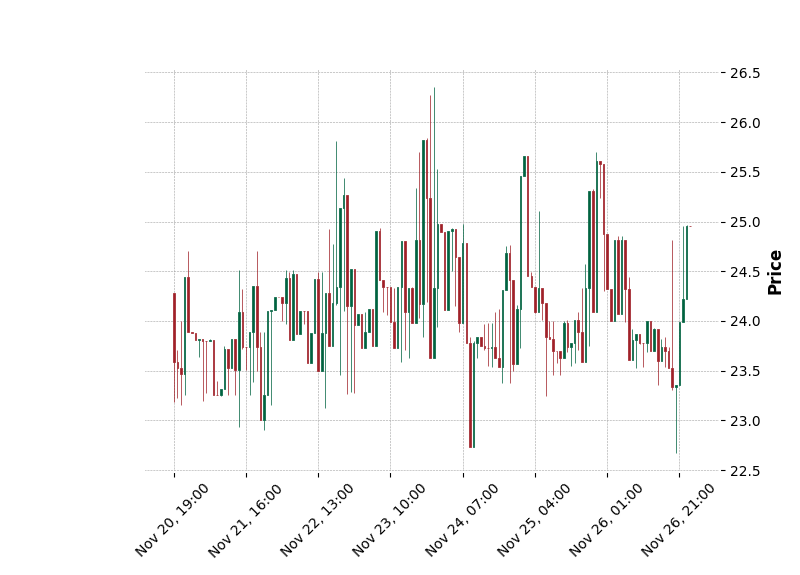 26.5
26.0
25.5
25.0
24.5
24.0
23.5
23.0
22.5
Price
Nov 20, 19:00
Nov 21, 16:00
Nov 22, 13:00
Nov 23, 10:00
Nov 24, 07:00
Nov 25, 04:00
Nov 26, 01:00
Nov 26, 21:00